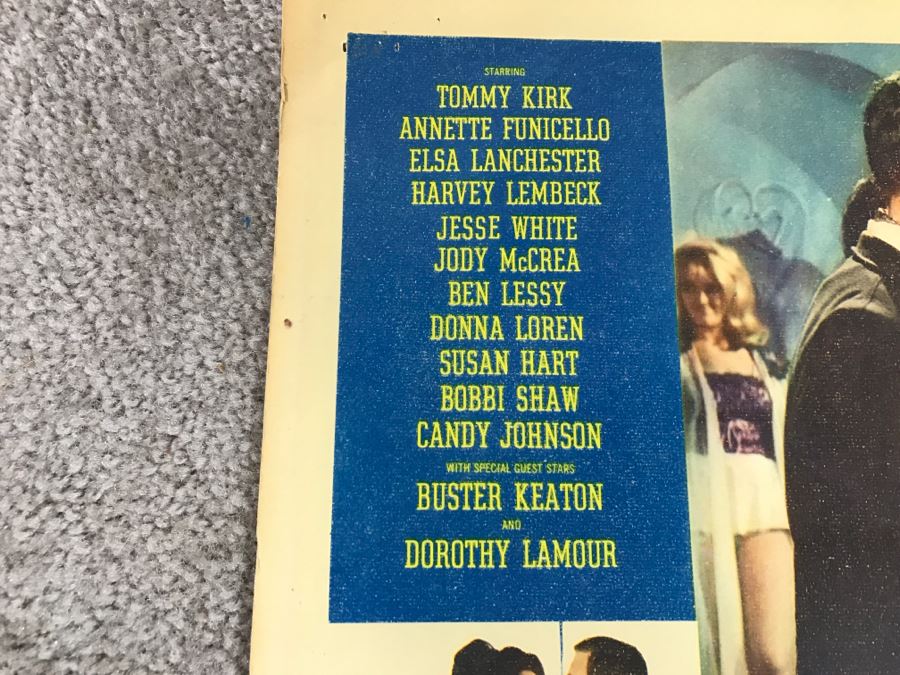 STARRING
TOMMY KIRK
ANNETTE FUNICELLO
ELSA LANCHESTER
HARVEY LEMBECK
JESSE WHITE
JODY McCREA
BEN LESSY
DONNA LOREN
SUSAN HART
BOBBI SHAW
CANDY JOHNSON
WITH SPECIAL GUEST STARS
BUSTER KEATON
AND
DOROTHY LAMOUR